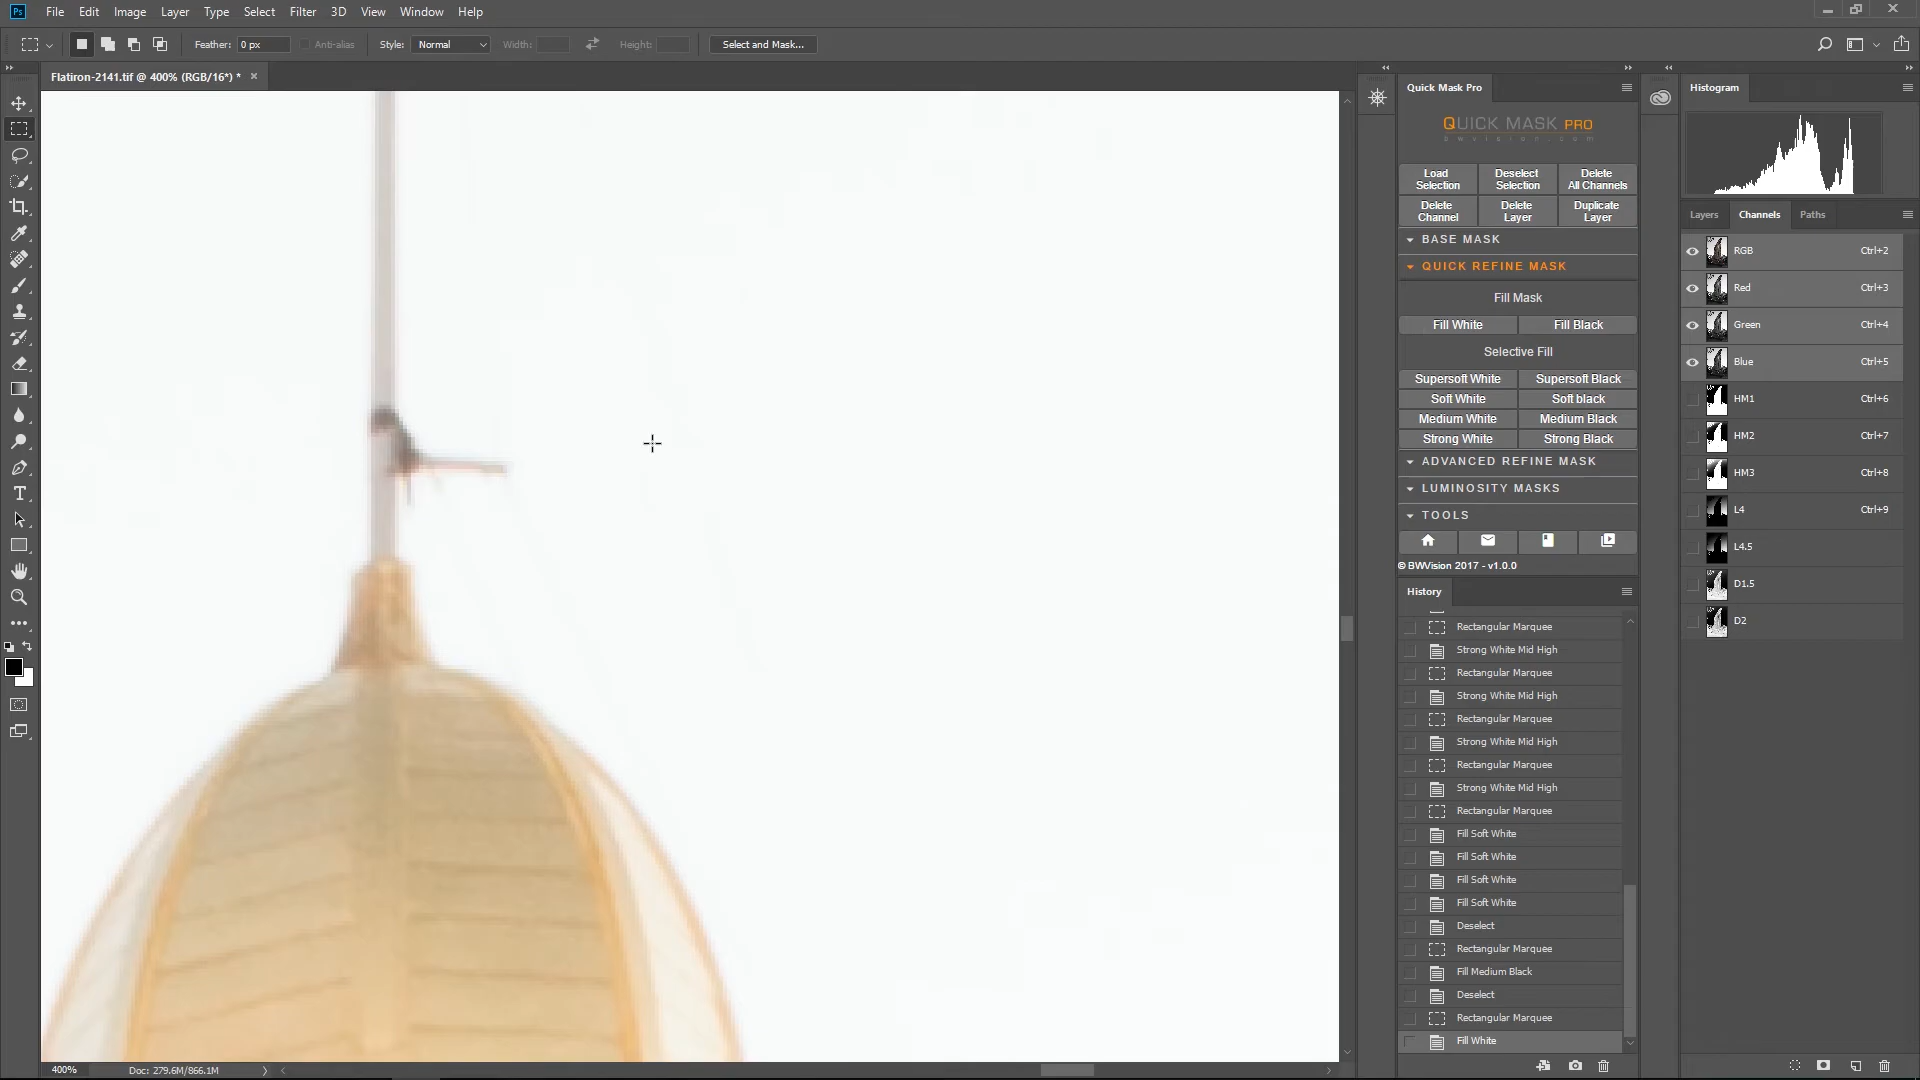 Ps File Edit Image Layer Type Select Filter 3D View Window Help
Feather: 0 px Anti-alias Style: Normal Width: Height: Select and Mask...
Flatiron-2141.tif @ 400% (RGB/16*) * ×
Quick Mask Pro
QUICK MASK PRO
bwvision.com
Load Selection
Deselect Selection
Delete All Channels
Delete Channel
Delete Layer
Duplicate Layer
BASE MASK
QUICK REFINE MASK
Fill Mask
Fill White Fill Black
Selective Fill
Supersoft White Supersoft Black
Soft White Soft black
Medium White Medium Black
Strong White Strong Black
ADVANCED REFINE MASK
LUMINOSITY MASKS
TOOLS
© BWVision 2017 - v1.0.0
History
Rectangular Marquee
Strong White Mid High
Rectangular Marquee
Strong White Mid High
Rectangular Marquee
Strong White Mid High
Rectangular Marquee
Strong White Mid High
Rectangular Marquee
Fill Soft White
Fill Soft White
Fill Soft White
Fill Soft White
Deselect
Rectangular Marquee
Fill Medium Black
Deselect
Rectangular Marquee
Fill White
Histogram
Layers Channels Paths
RGB Ctrl+2
Red Ctrl+3
Green Ctrl+4
Blue Ctrl+5
HM1 Ctrl+6
HM2 Ctrl+7
HM3 Ctrl+8
L4 Ctrl+9
L4.5
D1.5
D2
400% Doc: 279.6M/866.1M